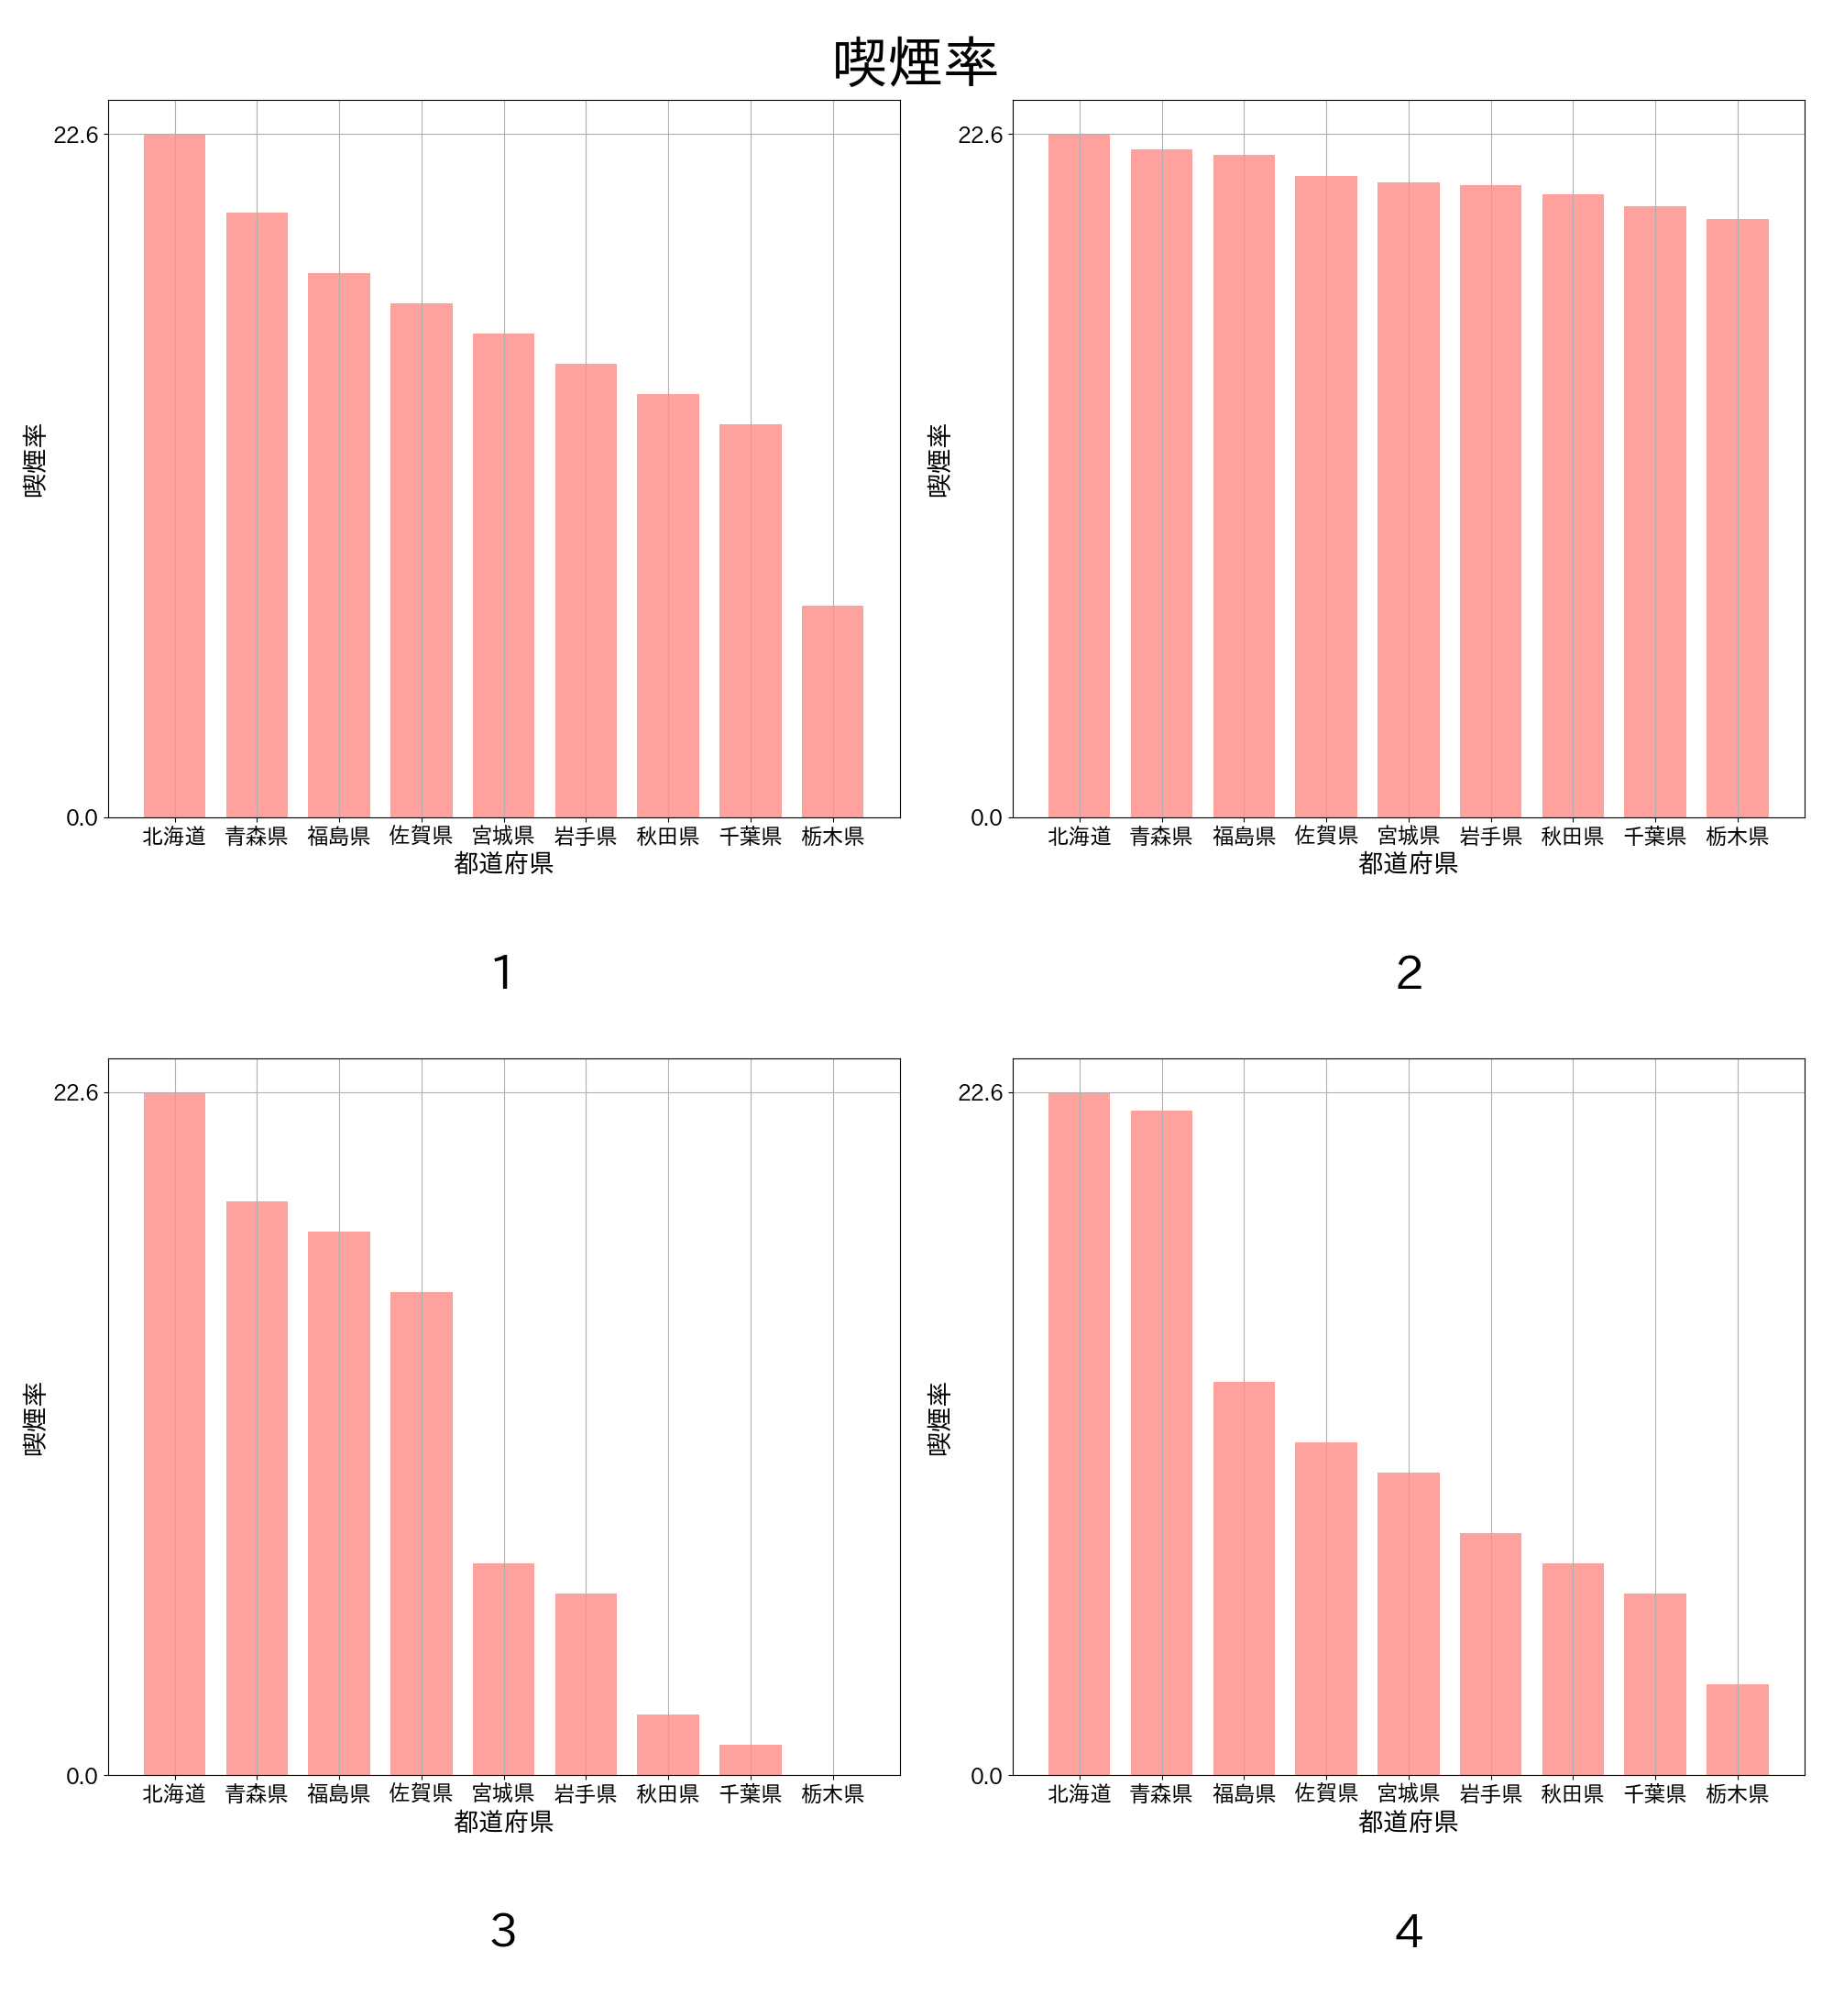 喫煙率
22.6
0.0
喫煙率
北海道 青森県 福島県 佐賀県 宮城県 岩手県 秋田県 千葉県 栃木県
都道府県
1
22.6
0.0
喫煙率
北海道 青森県 福島県 佐賀県 宮城県 岩手県 秋田県 千葉県 栃木県
都道府県
2
22.6
0.0
喫煙率
北海道 青森県 福島県 佐賀県 宮城県 岩手県 秋田県 千葉県 栃木県
都道府県
3
22.6
0.0
喫煙率
北海道 青森県 福島県 佐賀県 宮城県 岩手県 秋田県 千葉県 栃木県
都道府県
4